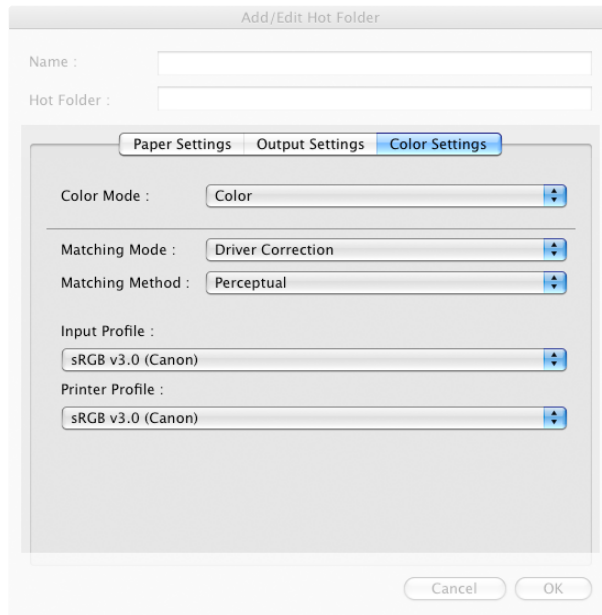 Add/Edit Hot Folder
Name :
Hot Folder :
Paper Settings Output Settings Color Settings
Color Mode : Color
Matching Mode : Driver Correction
Matching Method : Perceptual
Input Profile :
sRGB v3.0 (Canon)
Printer Profile :
sRGB v3.0 (Canon)
Cancel OK